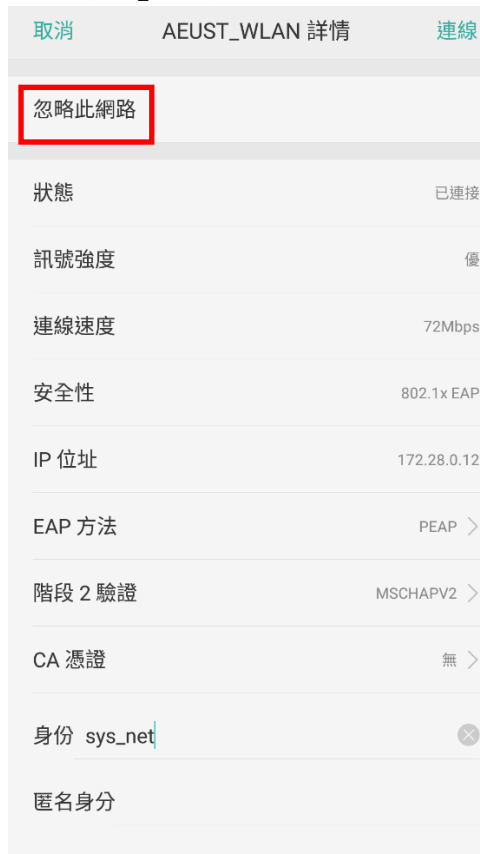 取消 AEUST_WLAN 詳情 連線
忽略此網路
狀態 已連接
訊號強度 優
連線速度 72Mbps
安全性 802.1x EAP
IP 位址 172.28.0.12
EAP 方法 PEAP
階段 2 驗證 MSCHAPV2
CA 憑證 無
身份 sys_net
匿名身分